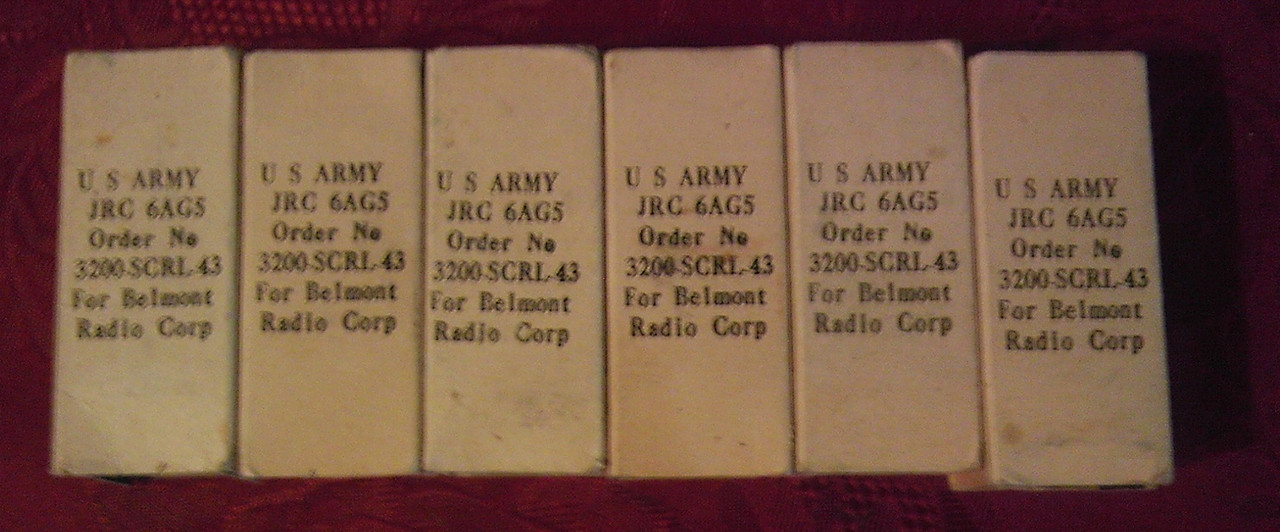 U S ARMY
JRC 6AG5
Order No
3200-SCRL-43
For Belmont
Radio Corp
U S ARMY
JRC 6AG5
Order No
3200-SCRL-43
For Belmont
Radio Corp
U S ARMY
JRC 6AG5
Order No
3200-SCRL-43
For Belmont
Radio Corp
U S ARMY
JRC 6AG5
Order No
3200-SCRL-43
For Belmont
Radio Corp
U S ARMY
JRC 6AG5
Order No
3200-SCRL-43
For Belmont
Radio Corp
U S ARMY
JRC 6AG5
Order No
3200-SCRL-43
For Belmont
Radio Corp